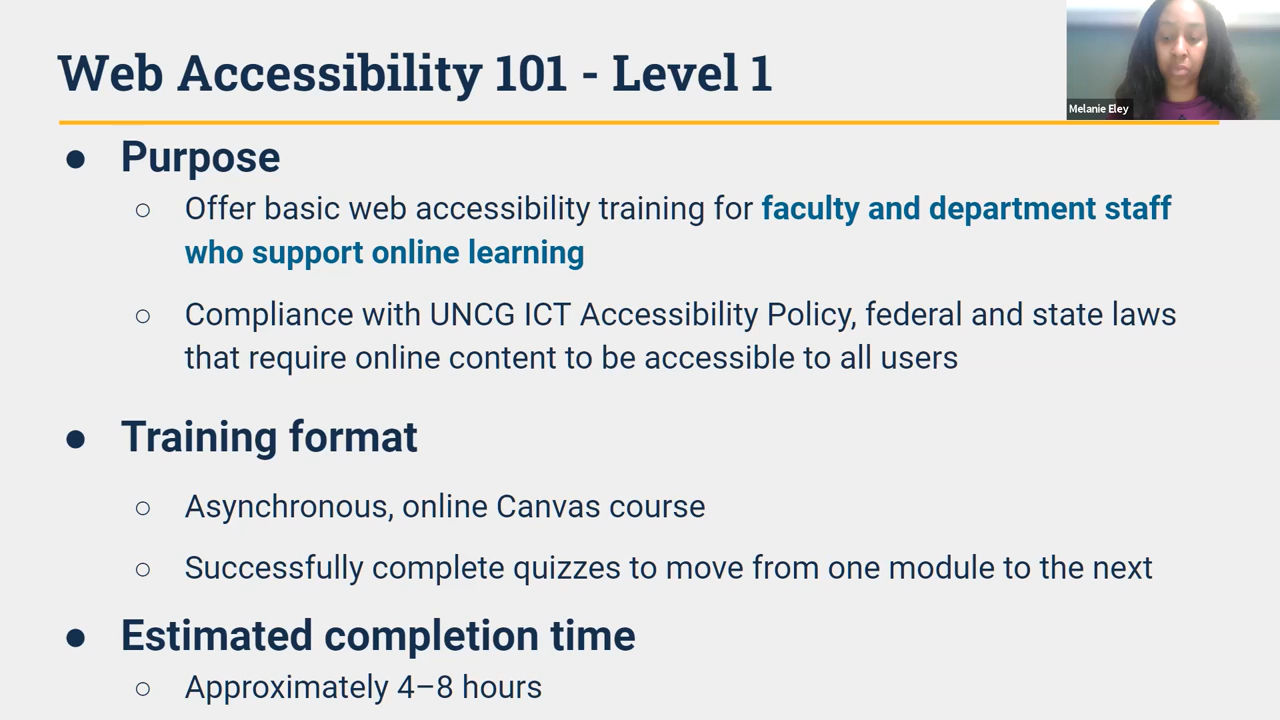 Web Accessibility 101 - Level 1
Melanie Eley
● Purpose
○ Offer basic web accessibility training for faculty and department staff
who support online learning
○ Compliance with UNCG ICT Accessibility Policy, federal and state laws
that require online content to be accessible to all users
● Training format
○ Asynchronous, online Canvas course
○ Successfully complete quizzes to move from one module to the next
● Estimated completion time
○ Approximately 4–8 hours